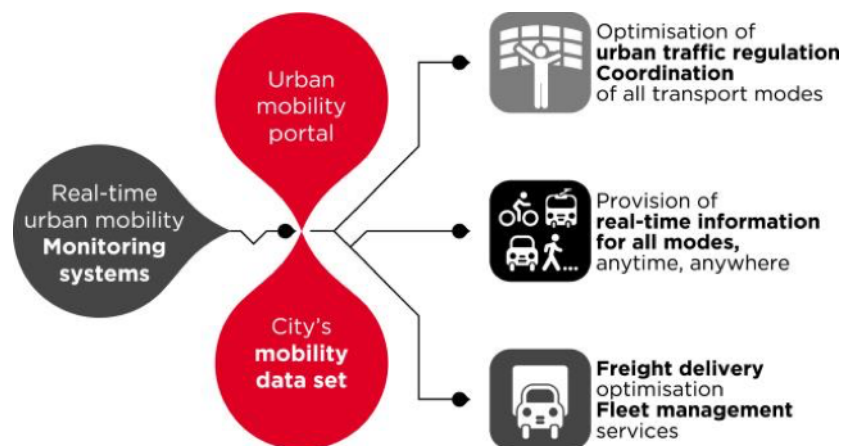 Real-time
urban mobility
Monitoring
systems
Urban
mobility
portal
City's
mobility
data set
Optimisation of
urban traffic regulation
Coordination
of all transport modes
Provision of
real-time information
for all modes,
anytime, anywhere
Freight delivery
optimisation
Fleet management
services